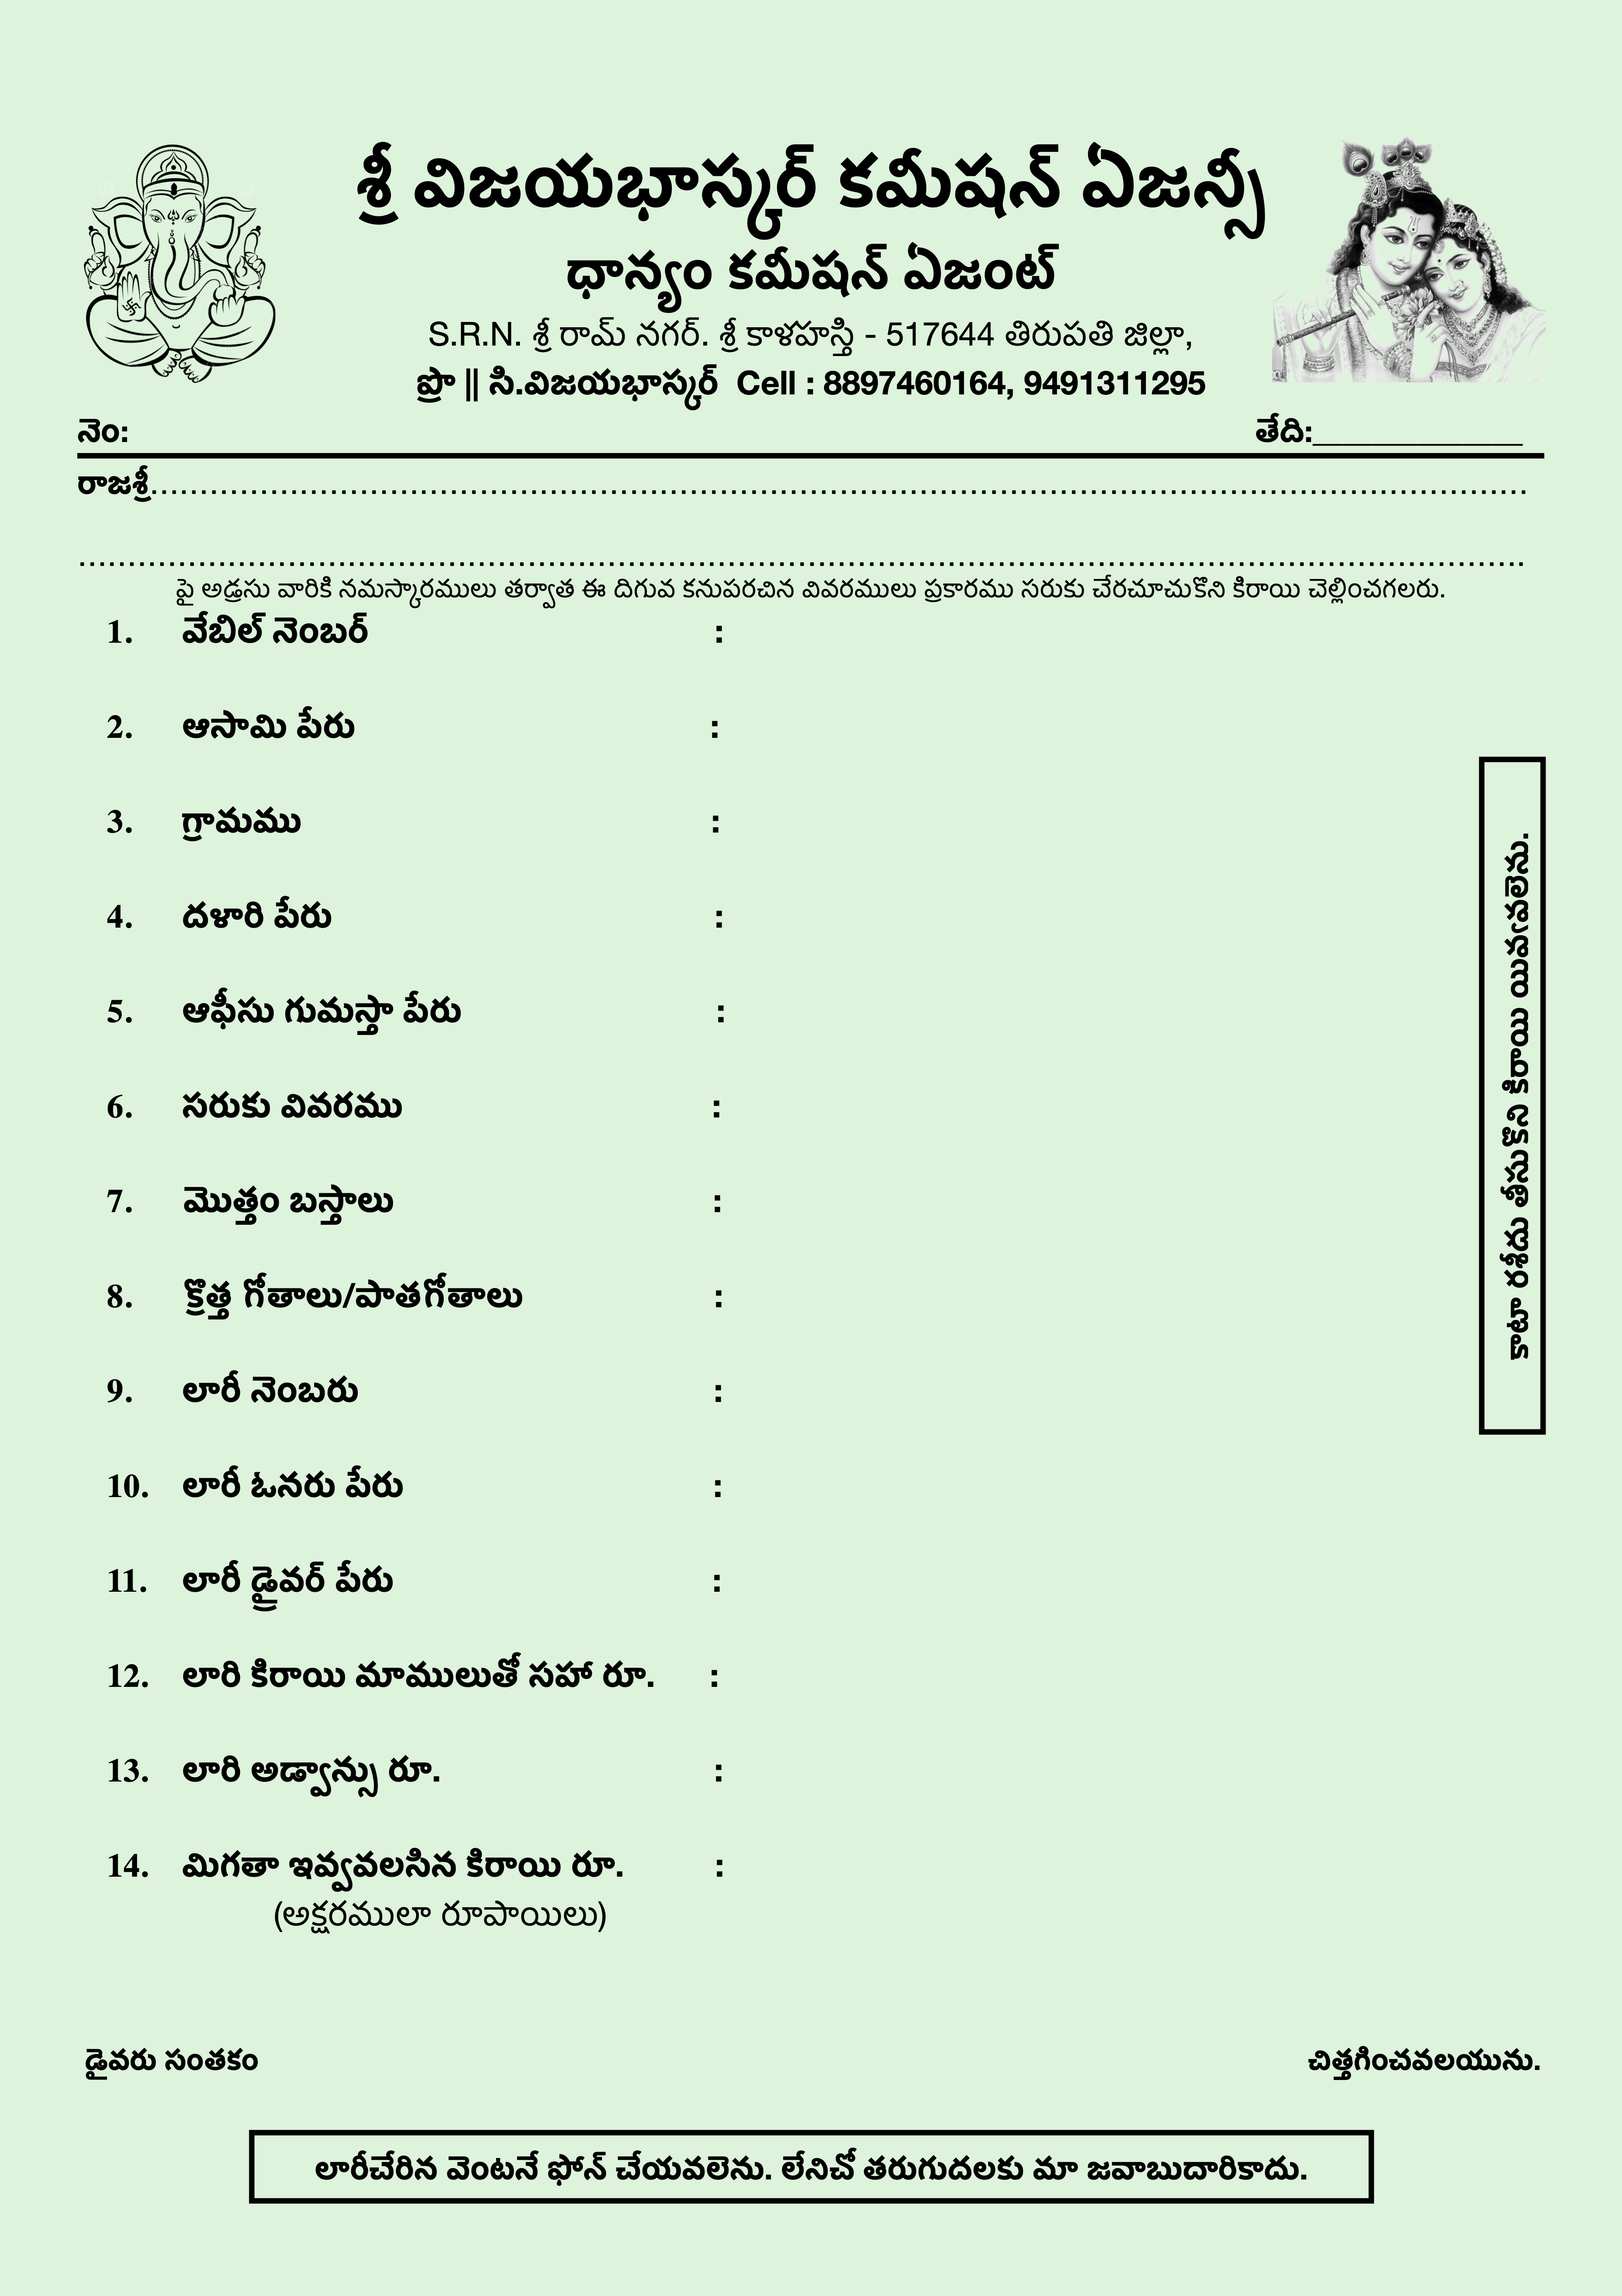 శ్రీ విజయభాస్కర్ కమీషన్ ఏజన్సీ
ధాన్యం కమీషన్ ఏజంట్
S.R.N. శ్రీ రామ్ నగర్. శ్రీ కాళహస్తి - 517644 తిరుపతి జిల్లా,
ప్రొ || సి.విజయభాస్కర్ Cell : 8897460164, 9491311295
నెం:
తేది:______________
రాజశ్రీ..........................................................................................
..........................................................................................
పై అడ్రసు వారికి నమస్కారములు తర్వాత ఈ దిగువ కనుపరచిన వివరములు ప్రకారము సరుకు చేరచూచుకొని కిరాయి చెల్లించగలరు.
1. వేబిల్ నెంబర్ :
2. ఆసామి పేరు :
3. గ్రామము :
4. దళారి పేరు :
5. ఆఫీసు గుమస్తా పేరు :
6. సరుకు వివరము :
7. మొత్తం బస్తాలు :
8. క్రొత్త గోతాలు/పాతగోతాలు :
9. లారీ నెంబరు :
10. లారీ ఓనరు పేరు :
11. లారీ డ్రైవర్ పేరు :
12. లారి కిరాయి మాములుతో సహా రూ. :
13. లారి అడ్వాన్సు రూ. :
14. మిగతా ఇవ్వవలసిన కిరాయి రూ. :
(అక్షరములా రూపాయిలు)
కాటా రశీదు తీసుకొని కిరాయి యివ్వవలెను.
డైవరు సంతకం
చిత్తగించవలయును.
లారీచేరిన వెంటనే ఫోన్ చేయవలెను. లేనిచో తరుగుదలకు మా జవాబుదారికాదు.